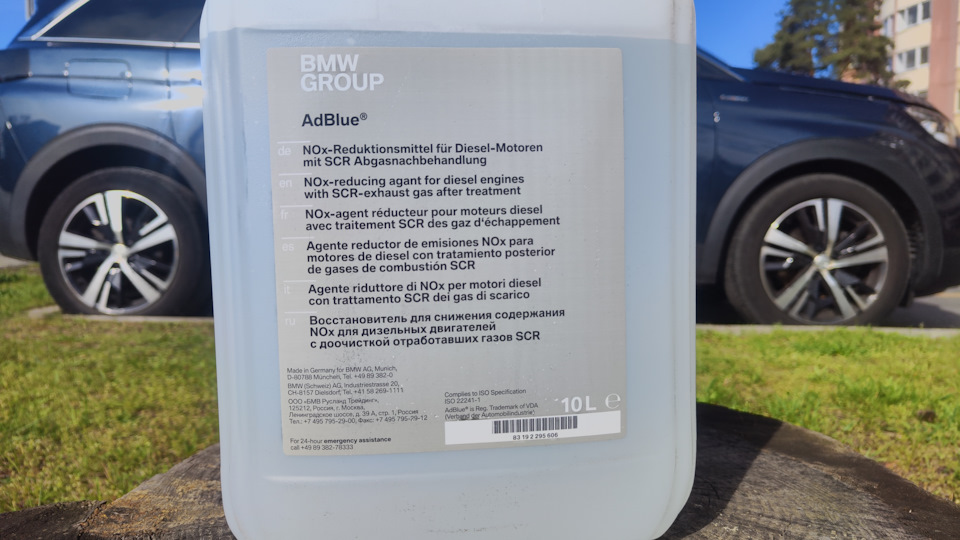 BMW
GROUP
AdBlue®
de NOx-Reduktionsmittel für Diesel-Motoren
mit SCR Abgasnachbehandlung
en NOx-reducing agant for diesel engines
with SCR-exhaust gas after treatment
fr NOx-agent réducteur pour moteurs diesel
avec traitement SCR des gaz d'échappement
es Agente reductor de emisiones NOx para
motores de diesel con tratamiento posterior
de gases de combustión SCR
it Agente riduttore di NOx per motori diesel
con trattamento SCR dei gas di scarico
ru Восстановитель для снижения содержания
NOx для дизельных двигателей
с доочисткой отработавших газов SCR
Made in Germany for BMW AG, Munich,
D-80788 München, Tel. +49 89 382-0
BMW (Schweiz) AG, Industriestrasse 20,
CH-8157 Dielsdorf, Tel. +41 58 269-1111
ООО «БМВ Русланд Трейдинг»,
125212, Россия, г. Москва,
Ленинградское шоссе, д. 39 А, стр. 1, Россия
Тел.: +7 495 795-29-00, Факс: +7 495 795-29-12
For 24-hour emergency assistance
call +49 89 382-78333
Complies to ISO Specification
ISO 22241-1
AdBlue® is Reg. Trademark of VDA
(Verband der Automobilindustrie)
10 L ℮
83 19 2 295 606